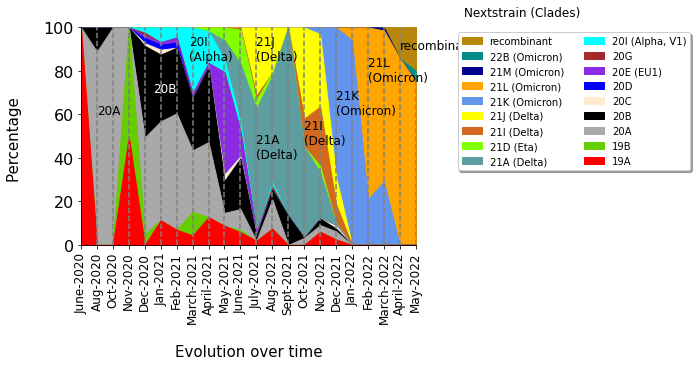 Nextstrain (Clades)
recombinant
22B (Omicron)
21M (Omicron)
21L (Omicron)
21K (Omicron)
21J (Delta)
21I (Delta)
21D (Eta)
21A (Delta)
20I (Alpha, V1)
20G
20E (EU1)
20D
20C
20B
20A
19B
19A
Percentage
100
80
60
40
20
0
20A
20B
20I
(Alpha)
21J
(Delta)
21A
(Delta)
21I
(Delta)
21K
(Omicron)
21L
(Omicron)
recombinant
June-2020
Aug-2020
Oct-2020
Nov-2020
Dec-2020
Jan-2021
Feb-2021
March-2021
April-2021
May-2021
June-2021
July-2021
Aug-2021
Sept-2021
Oct-2021
Nov-2021
Dec-2021
Jan-2022
Feb-2022
March-2022
April-2022
May-2022
Evolution over time